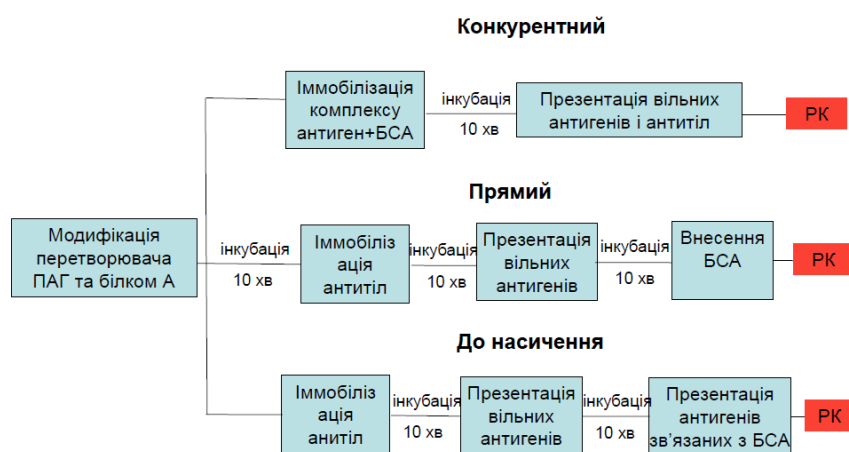 Конкурентний
Іммобілізація
комплексу
антиген+БСА
інкубація
10 хв
Презентація вільних
антигенів і антитіл
РК
Прямий
Модифікація
перетворювача
ПАГ та білком А
інкубація
10 хв
Іммобіліз
ація
антитіл
інкубація
10 хв
Презентація
вільних
антигенів
інкубація
10 хв
Внесення
БСА
РК
До насичення
Іммобіліз
ація
анитіл
інкубація
10 хв
Презентація
вільних
антигенів
інкубація
10 хв
Презентація
антигенів
зв’язаних з БСА
РК